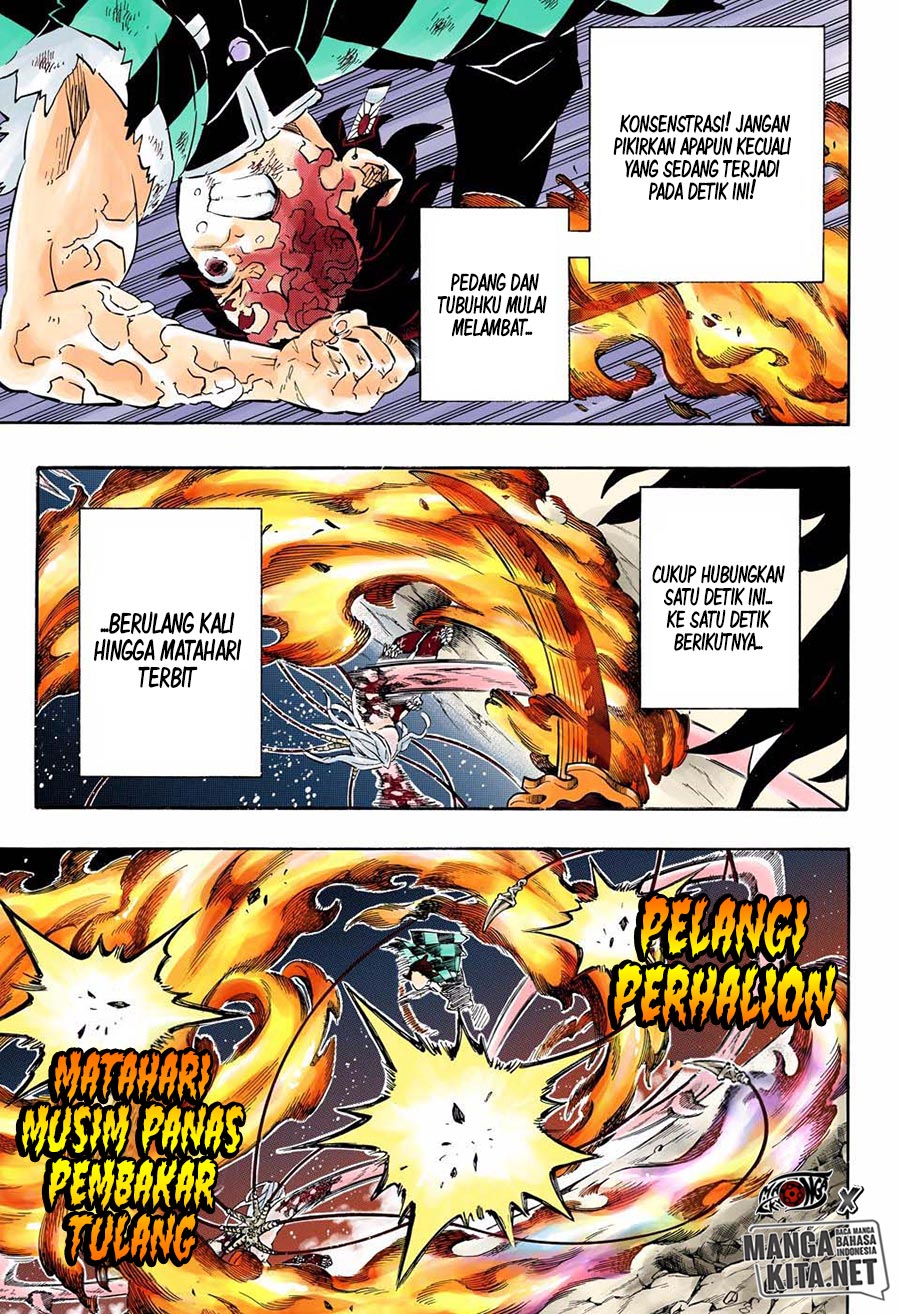 KONSENSTRASI! JANGAN
PIKIRKAN APAPUN KECUALI
YANG SEDANG TERJADI
PADA DETIK INI!
PEDANG DAN
TUBUHKU MULAI
MELAMBAT...
CUKUP HUBUNGKAN
SATU DETIK INI...
KE SATU DETIK
BERIKUTNYA...
...BERULANG KALI
HINGGA MATAHARI
TERBIT
PELANGI
PERHALION
MATAHARI
MUSIM PANAS
PEMBAKAR
TULANG
X
MANGA
BACA MANGA
BAHASA
INDONESIA
KITA.NET